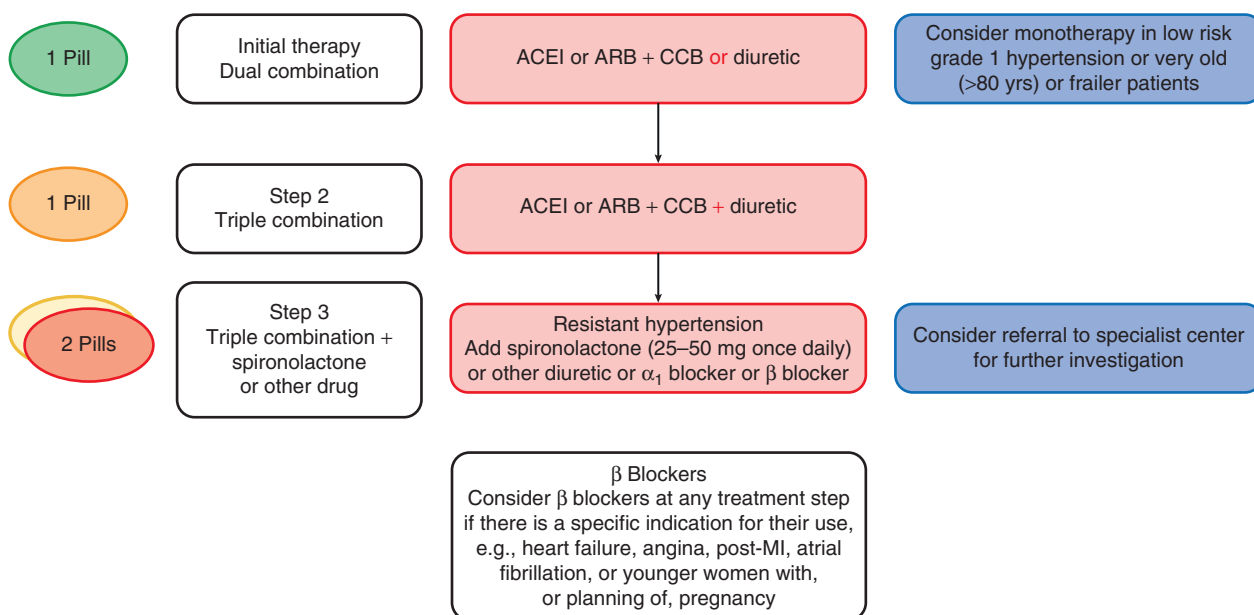 1 Pill
Initial therapy
Dual combination
ACEI or ARB + CCB or diuretic
Consider monotherapy in low risk
grade 1 hypertension or very old
(>80 yrs) or frailer patients
1 Pill
Step 2
Triple combination
ACEI or ARB + CCB + diuretic
2 Pills
Step 3
Triple combination +
spironolactone
or other drug
Resistant hypertension
Add spironolactone (25–50 mg once daily)
or other diuretic or α₁ blocker or β blocker
Consider referral to specialist center
for further investigation
β Blockers
Consider β blockers at any treatment step
if there is a specific indication for their use,
e.g., heart failure, angina, post-MI, atrial
fibrillation, or younger women with,
or planning of, pregnancy